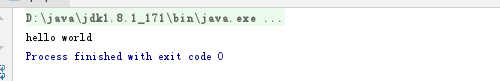 D:\java\jdk1.8.1_171\bin\java.exe ...
hello world
Process finished with exit code 0